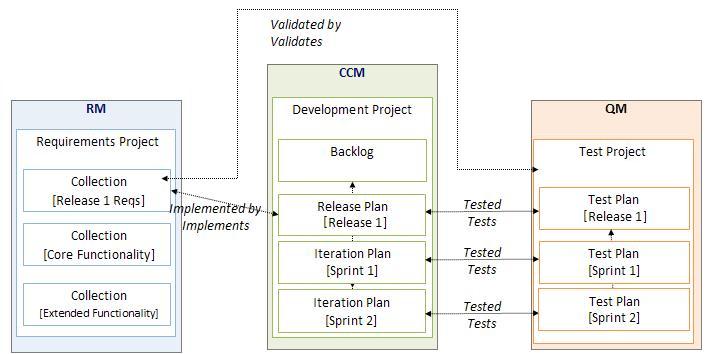 Validated by
Validates
RM
Requirements Project
Collection
[Release 1 Reqs]
Collection
[Core Functionality]
Collection
[Extended Functionality]
Implemented by
Implements
CCM
Development Project
Backlog
Release Plan
[Release 1]
Iteration Plan
[Sprint 1]
Iteration Plan
[Sprint 2]
Tested
Tests
Tested
Tests
Tested
Tests
QM
Test Project
Test Plan
[Release 1]
Test Plan
[Sprint 1]
Test Plan
[Sprint 2]